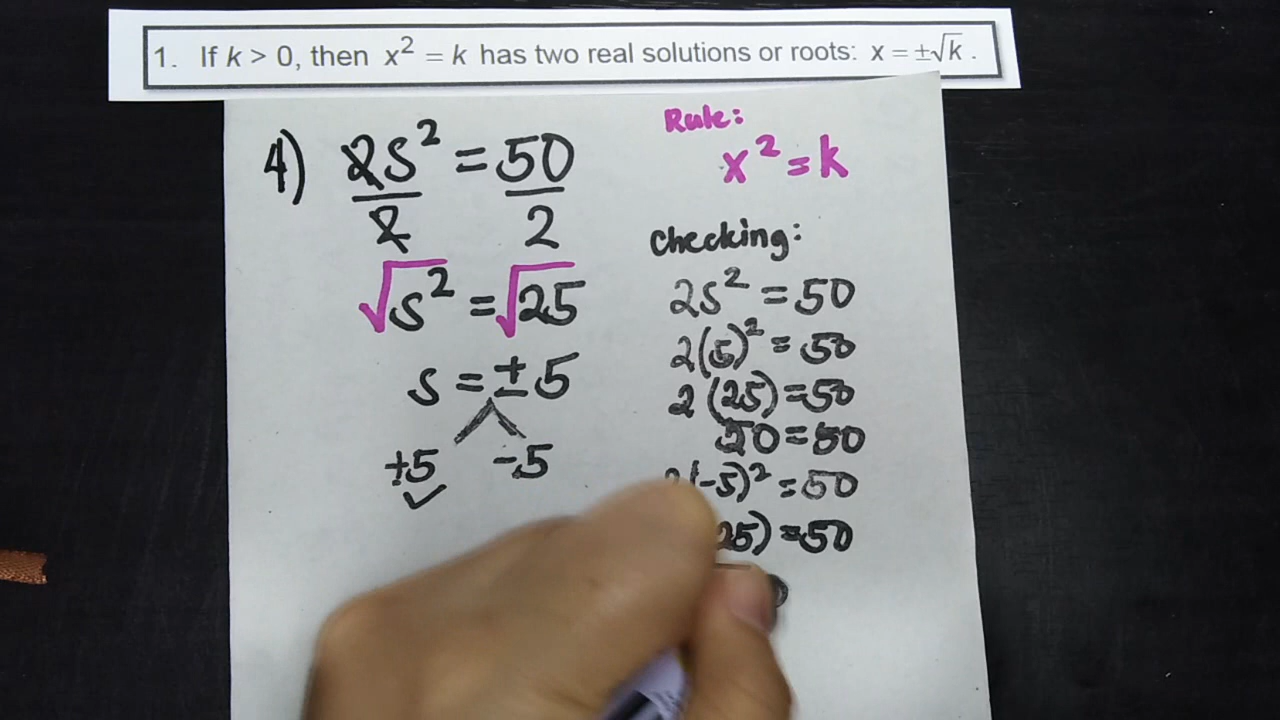 1. If k > 0, then x² = k has two real solutions or roots: x = ±√k .
4) 2s² = 50
2 2
√s² = √25
s = ±5
+5 -5
Rule:
x² = k
Checking:
2s² = 50
2(5)² = 50
2(25) = 50
50 = 50
(-5)² = 50
25) = 50